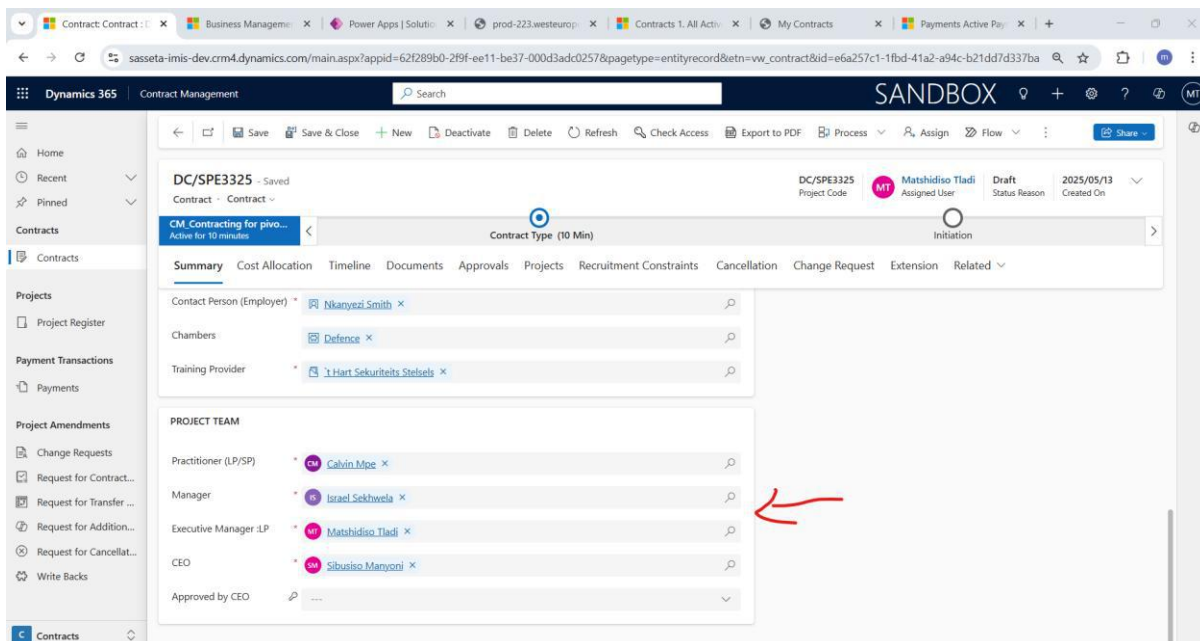 Contract: Contract : D
Business Managemen
Power Apps | Solutio
prod-223.westeurop
Contracts 1. All Activ
My Contracts
Payments Active Pay
sasseta-imis-dev.crm4.dynamics.com/main.aspx?appid=62f289b0-2f9f-ee11-be37-000d3adc0257&pagetype=entityrecord&etn=vw_contract&id=e6a257c1-1fbd-41a2-a94c-b21dd7d337ba
m
Dynamics 365 Contract Management
Search
SANDBOX
MT
Save Save & Close New Deactivate Delete Refresh Check Access Export to PDF Process Assign Flow Share
Home
Recent
Pinned
Contracts
Contracts
Projects
Project Register
Payment Transactions
Payments
Project Amendments
Change Requests
Request for Contract...
Request for Transfer ...
Request for Addition...
Request for Cancellat...
Write Backs
C Contracts
DC/SPE3325 - Saved
Contract · Contract
DC/SPE3325
Project Code
MT
Matshidiso Tladi
Assigned User
Draft
Status Reason
2025/05/13
Created On
CM_Contracting for pivo...
Active for 10 minutes
Contract Type (10 Min)
Initiation
Summary Cost Allocation Timeline Documents Approvals Projects Recruitment Constraints Cancellation Change Request Extension Related
Contact Person (Employer) * Nkanyezi Smith ×
Chambers Defence ×
Training Provider * 't Hart Sekuriteits Stelsels ×
PROJECT TEAM
Practitioner (LP/SP) * CM Calvin Mpe ×
Manager * IS Israel Sekhwela ×
Executive Manager :LP * MT Matshidiso Tladi ×
CEO * SM Sibusiso Manyoni ×
Approved by CEO ---